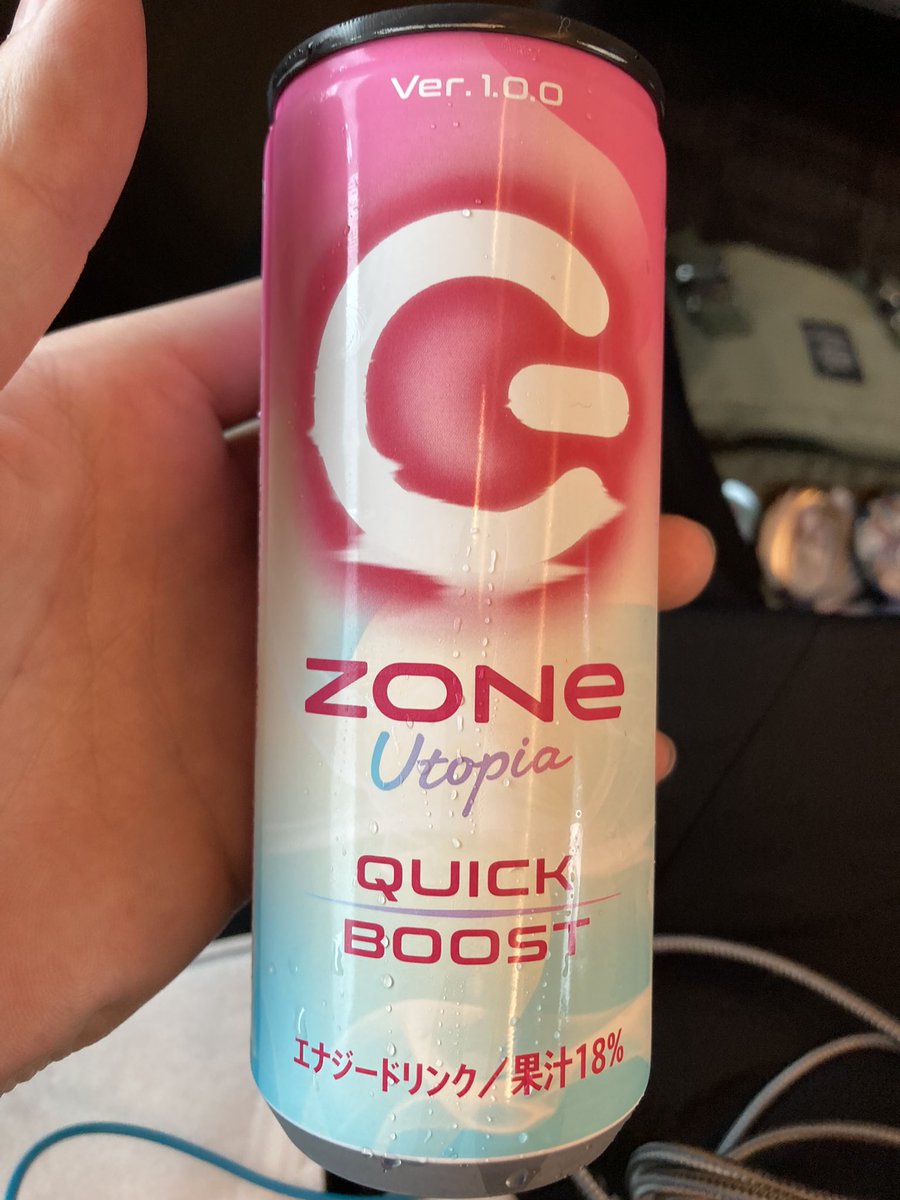 Ver. 1.0.0
ZONe
Utopia
QUICK
BOOST
エナジードリンク／果汁18%